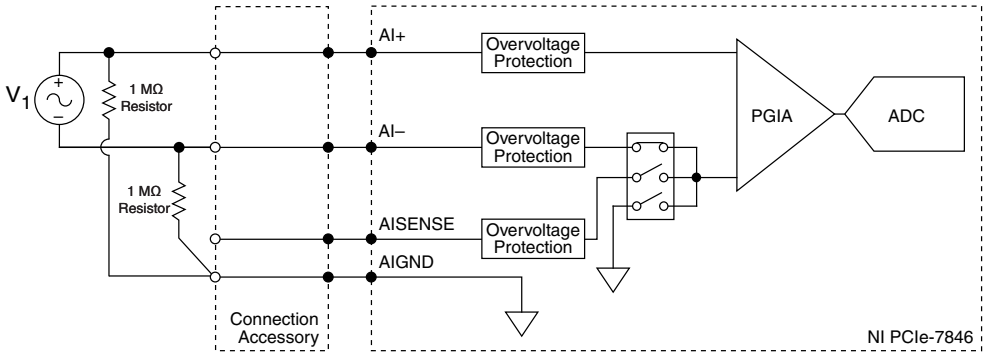 AI+
Overvoltage
Protection
V1
+
−
1 MΩ
Resistor
PGIA
ADC
AI−
Overvoltage
Protection
1 MΩ
Resistor
AISENSE
Overvoltage
Protection
AIGND
Connection
Accessory
NI PCIe-7846